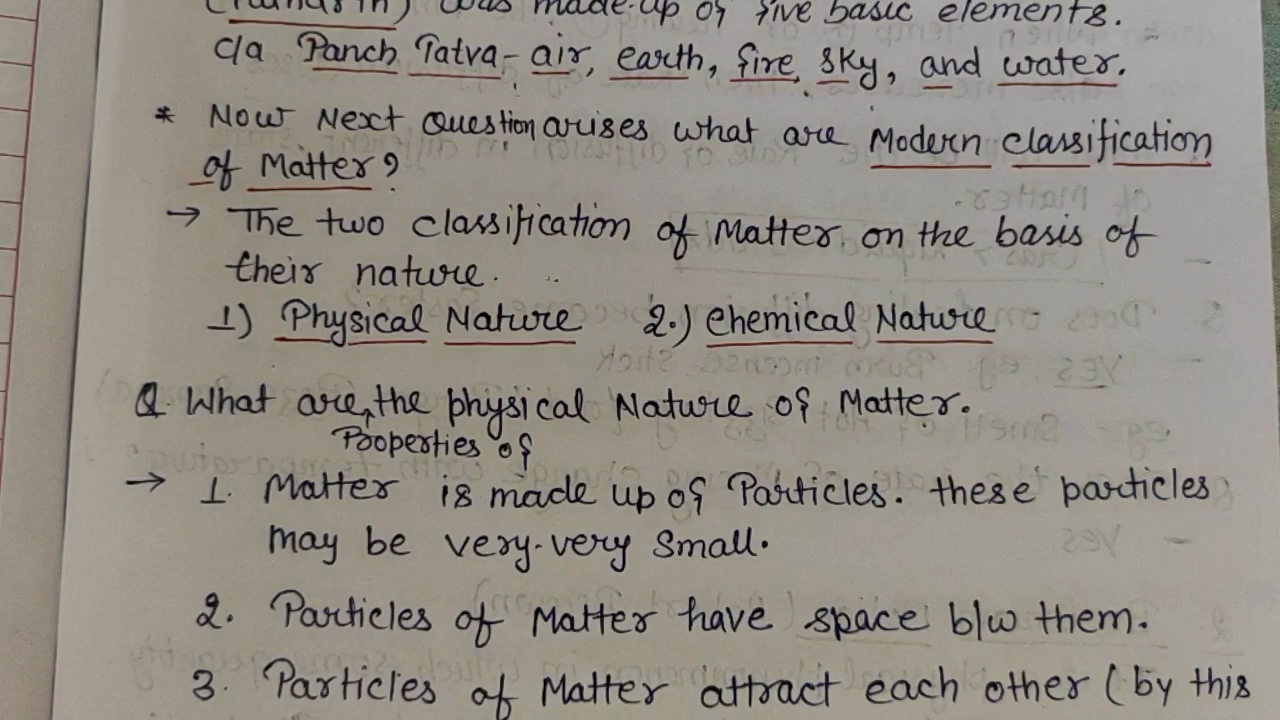 was made up of five basic elements.
c/a Panch Tatva - air, earth, fire, sky, and water.
* Now Next Question arises what are Modern classification
of Matter?
→ The two classification of Matter on the basis of
their nature.
1) Physical Nature 2.) Chemical Nature
Q. What are the physical Nature of Matter.
Properties of
→ 1. Matter is made up of Particles. these particles
may be very-very small.
2. Particles of Matter have space b/w them.
3. Particles of Matter attract each other (by this